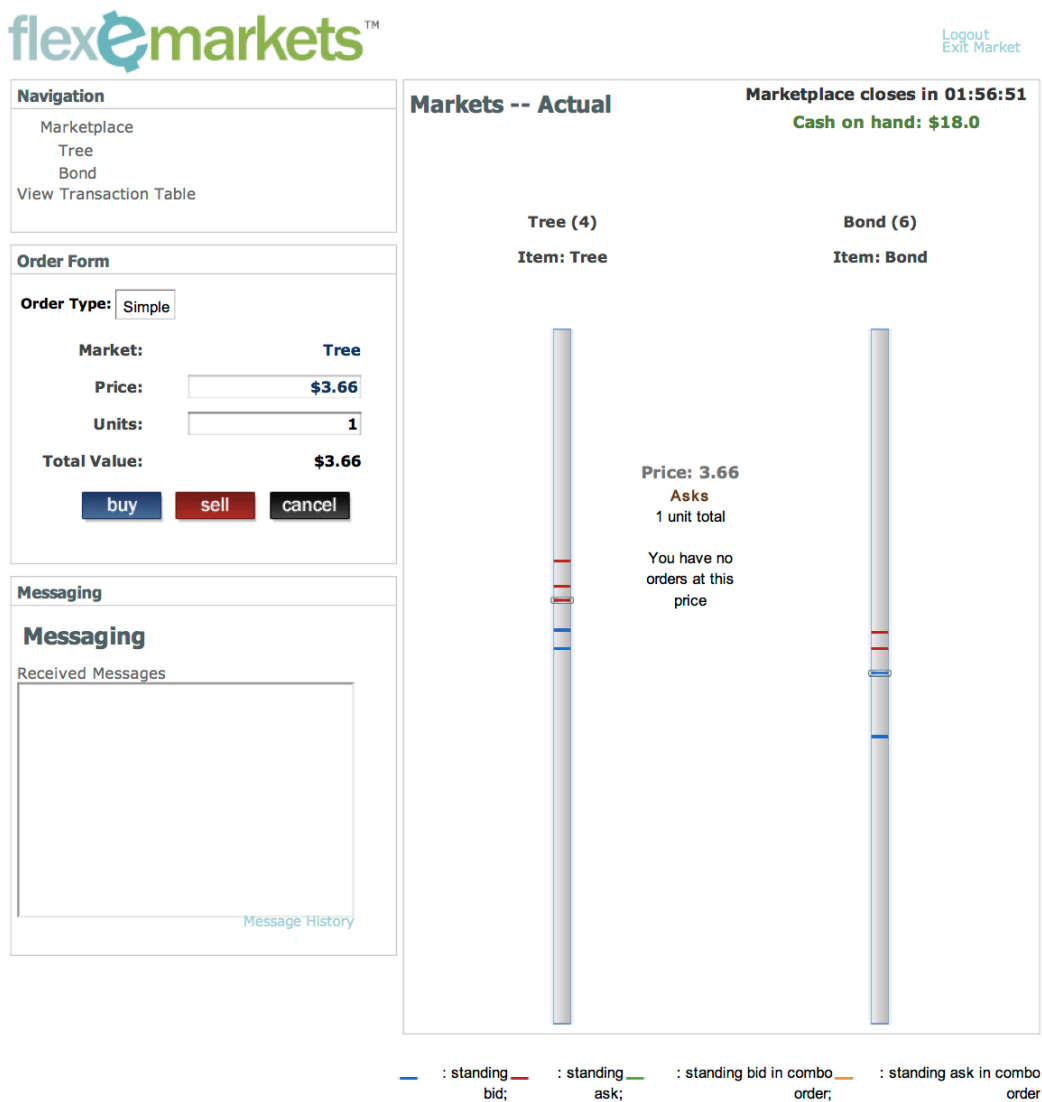 flexemarkets™
Logout
Exit Market
Navigation
Marketplace
Tree
Bond
View Transaction Table
Order Form
Order Type: Simple
Market: Tree
Price: $3.66
Units: 1
Total Value: $3.66
buy sell cancel
Messaging
Messaging
Received Messages
Message History
Markets -- Actual
Marketplace closes in 01:56:51
Cash on hand: $18.0
Tree (4)
Item: Tree
Bond (6)
Item: Bond
Price: 3.66
Asks
1 unit total
You have no
orders at this
price
: standing bid; : standing ask; : standing bid in combo order; : standing ask in combo order